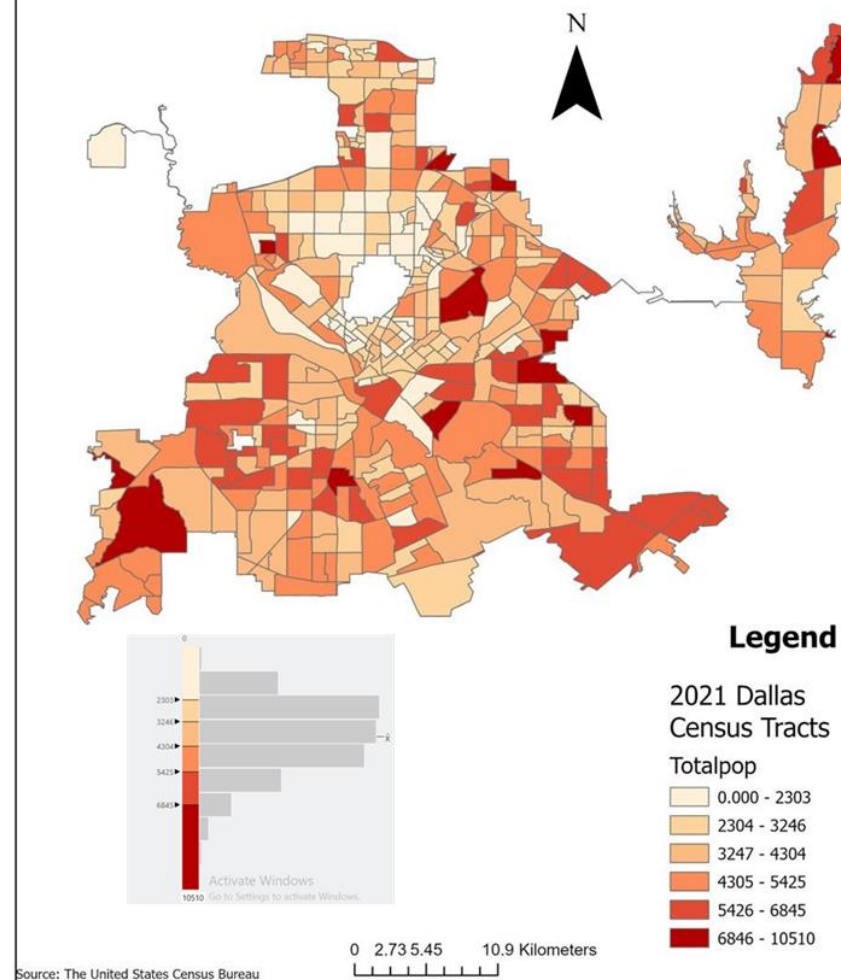 N
Legend
2021 Dallas
Census Tracts
Totalpop
0.000 - 2303
2304 - 3246
3247 - 4304
4305 - 5425
5426 - 6845
6846 - 10510
0
2303
3246
4304
5425
6845
10510
x̄
Activate Windows
Go to Settings to activate Windows.
0 2.73 5.45 10.9 Kilometers
Source: The United States Census Bureau